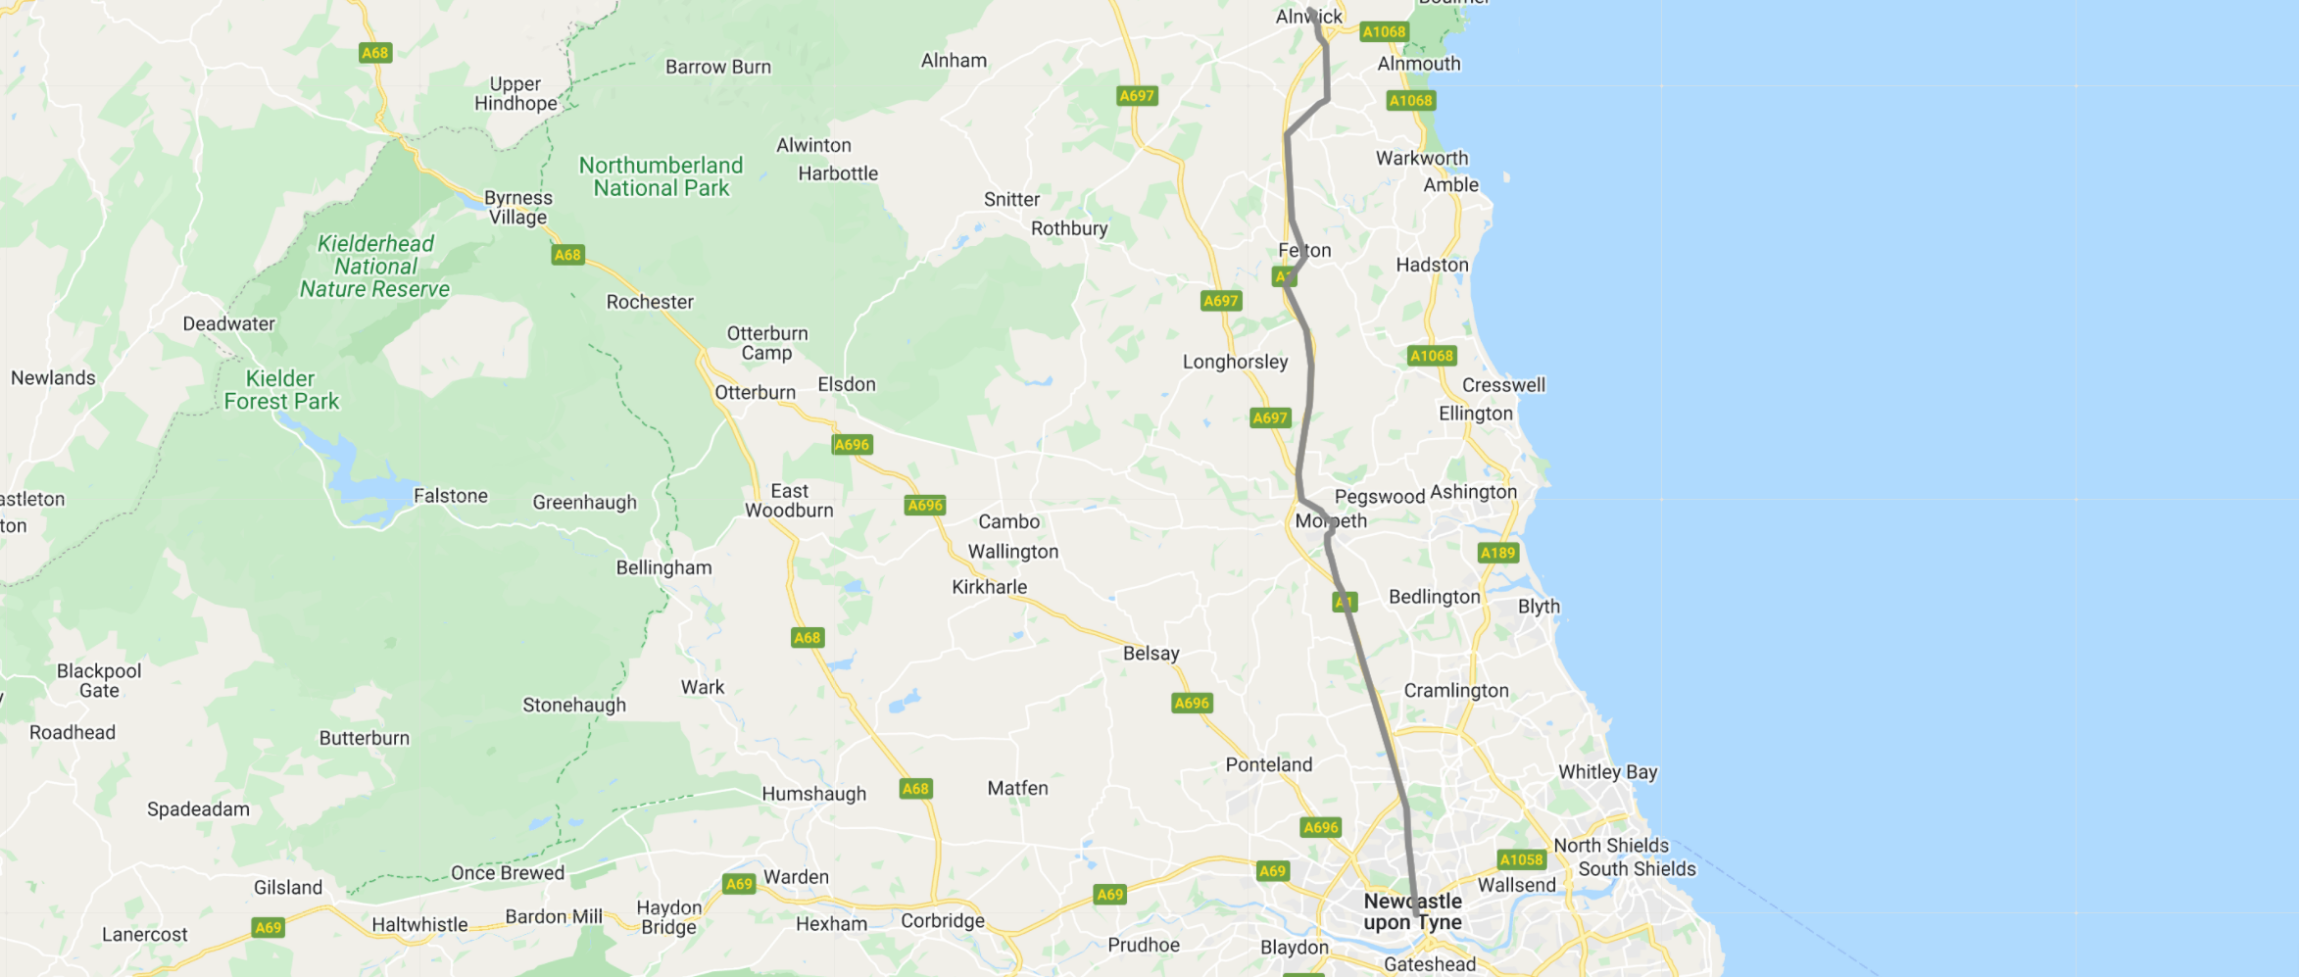 Alnwick
A1068
A68
Alnham
Barrow Burn
Alnmouth
Upper
Hindhope
A697
A1068
Alwinton
Warkworth
Northumberland
National Park
Harbottle
Amble
Byrness
Village
Snitter
Rothbury
Kielderhead
National
Nature Reserve
A68
Felton
Hadston
A1
Rochester
A697
Deadwater
Otterburn
Camp
A1068
Longhorsley
Newlands
Kielder
Forest Park
Otterburn
Elsdon
Cresswell
Ellington
A697
A696
Falstone
Greenhaugh
East
Woodburn
A696
Pegswood
Ashington
astleton
ton
Cambo
Morpeth
Wallington
A189
Bellingham
Kirkharle
A1
Bedlington
Blyth
A68
Belsay
Blackpool
Gate
Wark
Cramlington
Stonehaugh
A696
Roadhead
Butterburn
Ponteland
Whitley Bay
Humshaugh
A68
Matfen
Spadeadam
A696
North Shields
A1058
South Shields
Once Brewed
A69
Warden
A69
Wallsend
Gilsland
A69
Newcastle
upon Tyne
Haydon
Bridge
Bardon Mill
Haltwhistle
A69
Hexham
Corbridge
Lanercost
Prudhoe
Blaydon
Gateshead